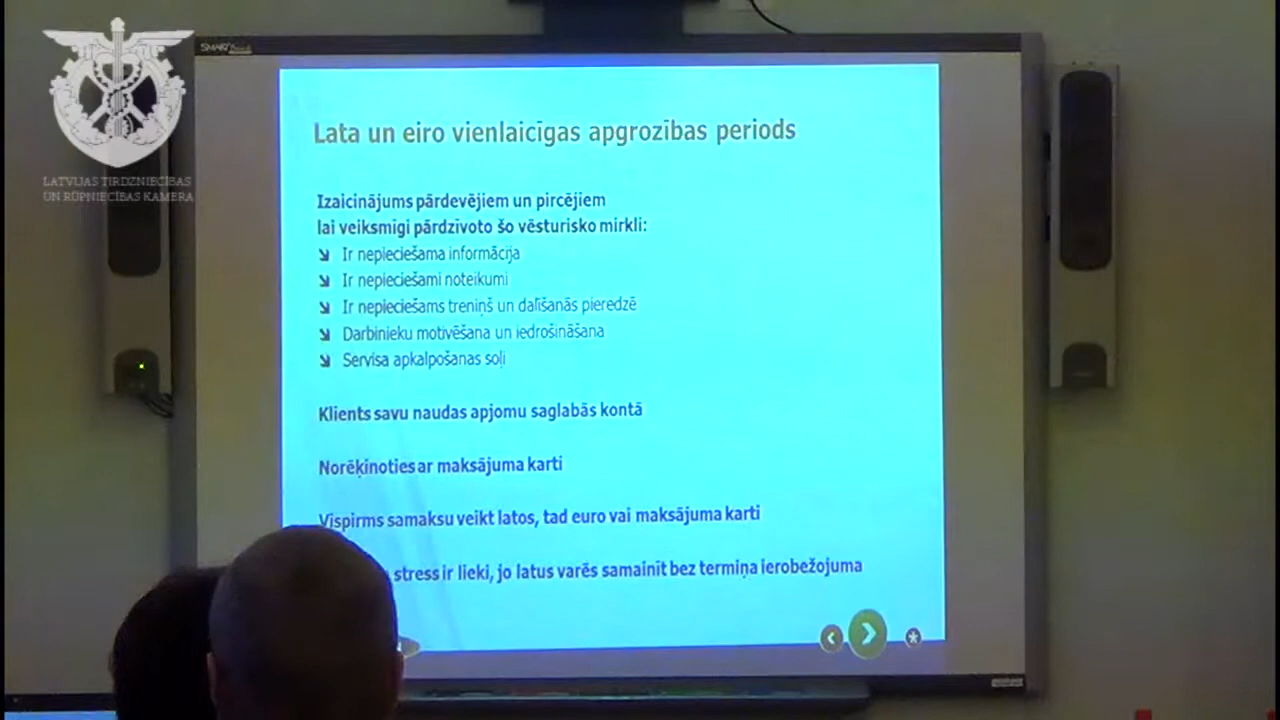 SMART
LATVIJAS TIRDZNIECĪBAS
UN RŪPNIECĪBAS KAMERA
Lata un eiro vienlaicīgas apgrozības periods
Izaicinājums pārdevējiem un pircējiem
lai veiksmīgi pārdzīvoto šo vēsturisko mirkli:
Ir nepieciešama informācija
Ir nepieciešami noteikumi
Ir nepieciešams treniņš un dalīšanās pieredzē
Darbinieku motivēšana un iedrošināšana
Servisa apkalpošanas soļi
Klients savu naudas apjomu saglabās kontā
Norēķinoties ar maksājuma karti
Vispirms samaksu veikt latos, tad euro vai maksājuma karti
stress ir lieki, jo latus varēs samainīt bez termiņa ierobežojuma